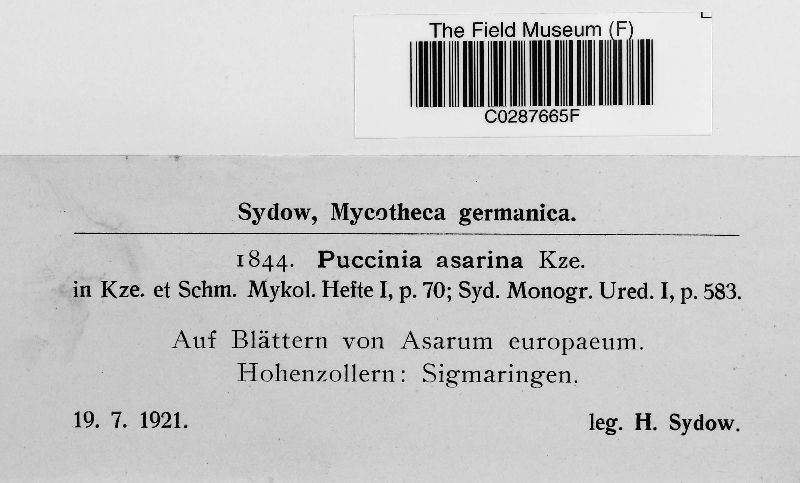 The Field Museum (F)
C0287665F
Sydow, Mycotheca germanica.
1844. Puccinia asarina Kze.
in Kze. et Schm. Mykol. Hefte I, p. 70; Syd. Monogr. Ured. I, p. 583.
Auf Blättern von Asarum europaeum.
Hohenzollern: Sigmaringen.
19. 7. 1921. leg. H. Sydow.